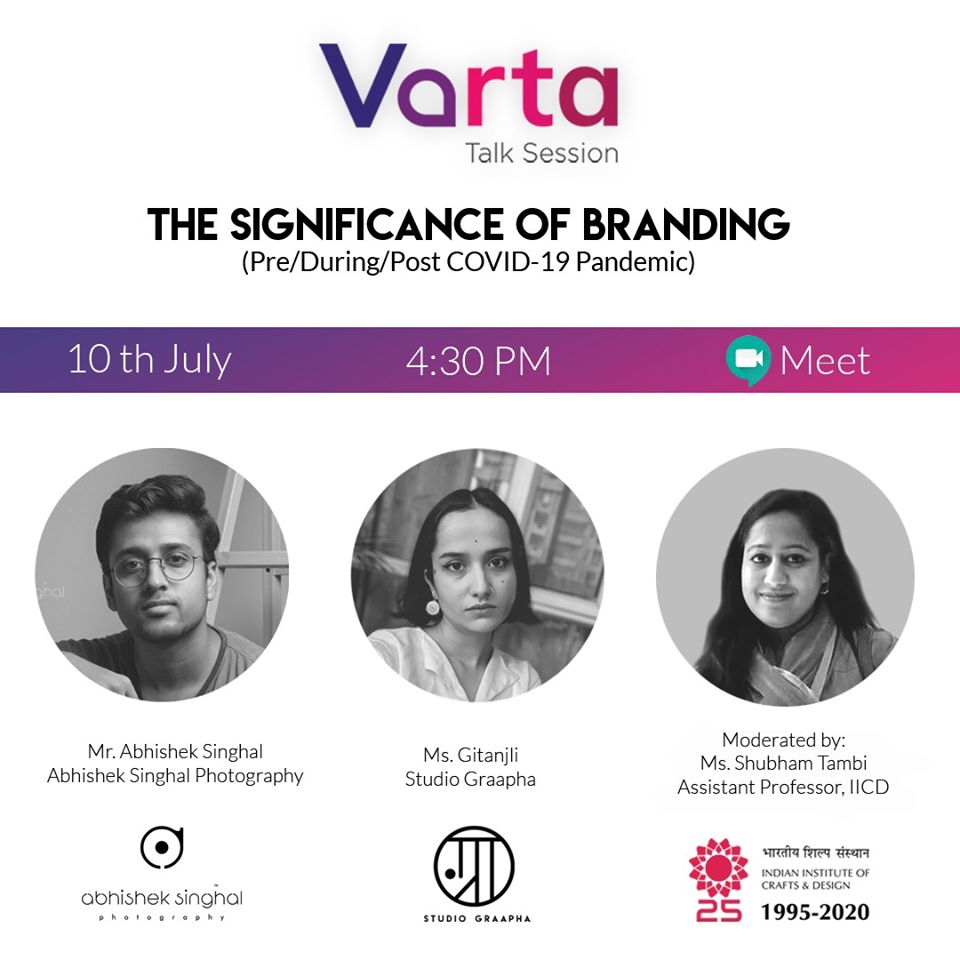 Varta
Talk Session
THE SIGNIFICANCE OF BRANDING
(Pre/During/Post COVID-19 Pandemic)
10 th July
4:30 PM
Meet
Mr. Abhishek Singhal
Abhishek Singhal Photography
Ms. Gitanjli
Studio Graapha
Moderated by:
Ms. Shubham Tambi
Assistant Professor, IICD
abhishek singhal™
photography
ग्रा
STUDIO GRAAPHA
25
भारतीय शिल्प संस्थान
INDIAN INSTITUTE OF
CRAFTS & DESIGN
1995-2020